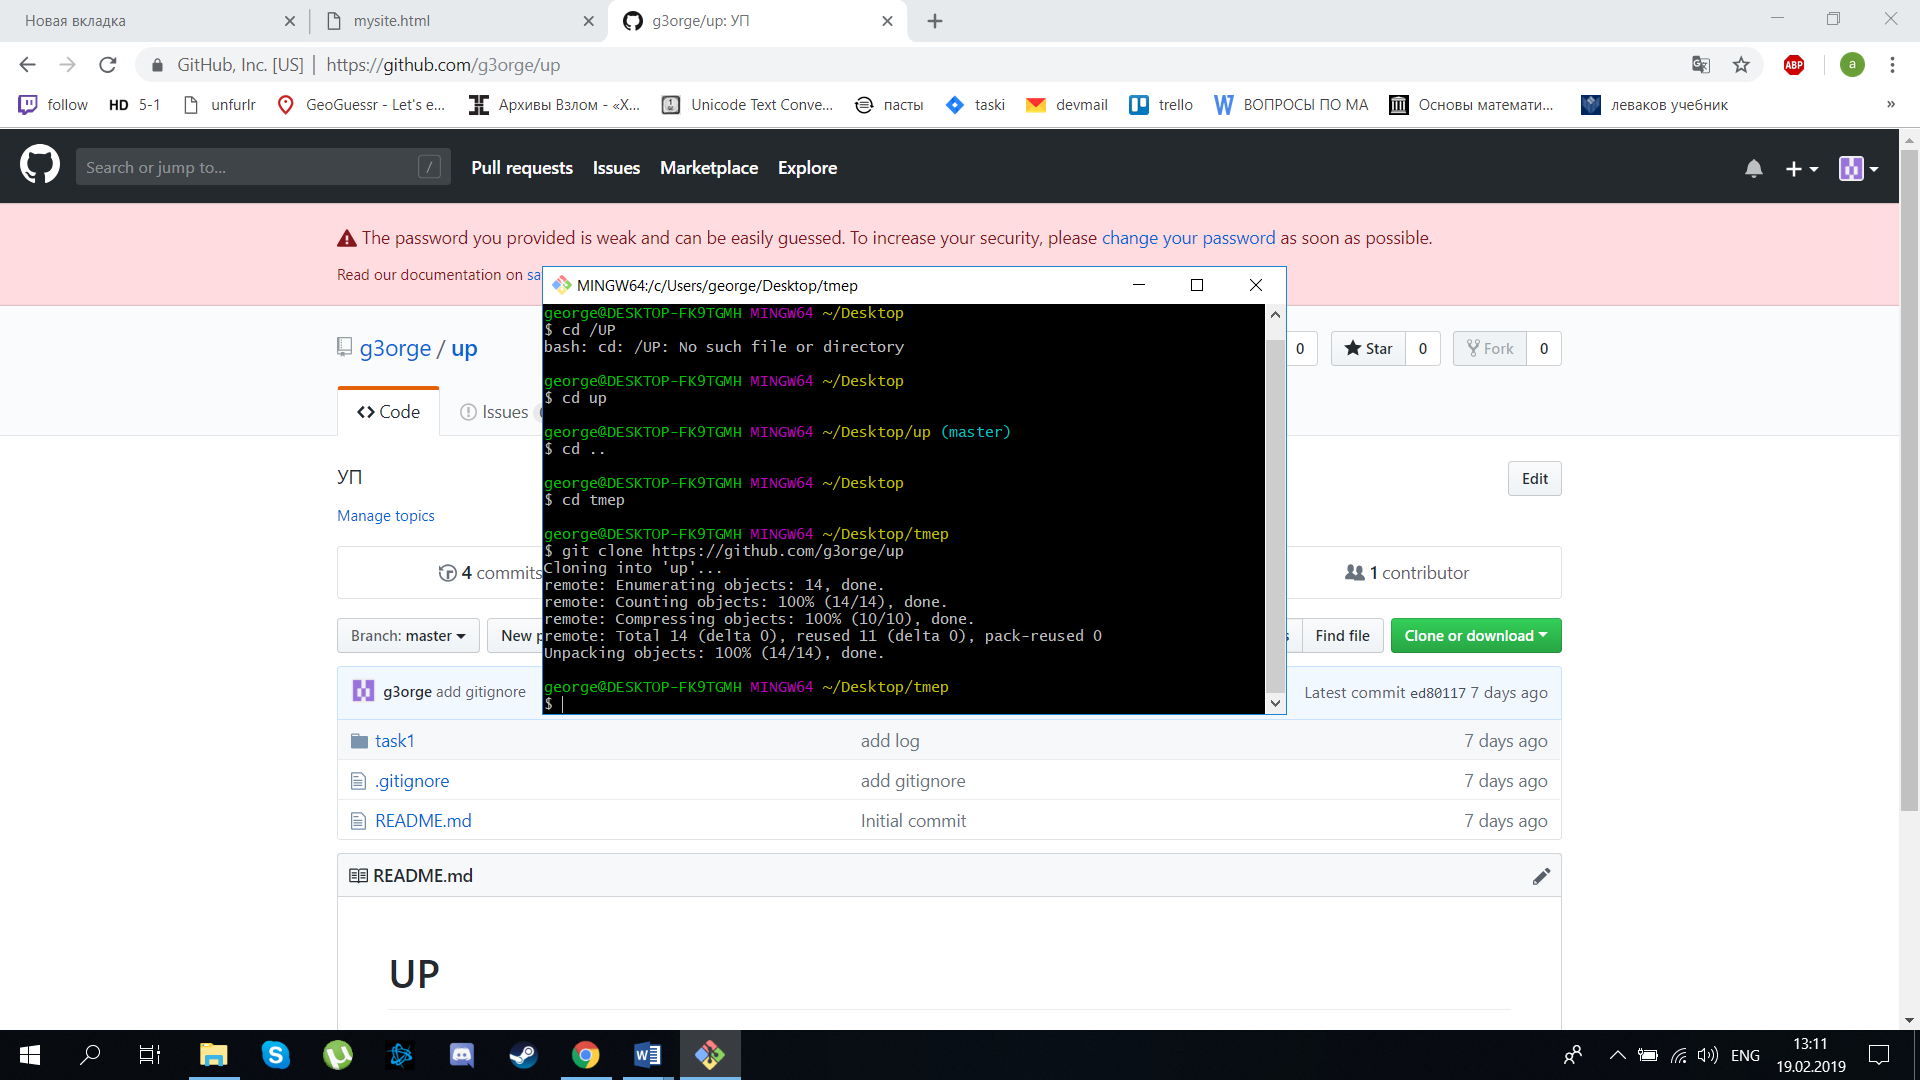 Новая вкладка
mysite.html
g3orge/up: УП
GitHub, Inc. [US] | https://github.com/g3orge/up
ABP
a
follow
HD 5-1
unfurlr
GeoGuessr - Let's e...
Архивы Взлом - «Х...
Unicode Text Conve...
пасты
taski
devmail
trello
ВОПРОСЫ ПО МА
Основы математи...
леваков учебник
»
Search or jump to...
/
Pull requests
Issues
Marketplace
Explore
The password you provided is weak and can be easily guessed. To increase your security, please change your password as soon as possible.
Read our documentation on sa
MINGW64:/c/Users/george/Desktop/tmep
george@DESKTOP-FK9TGMH MINGW64 ~/Desktop
$ cd /UP
bash: cd: /UP: No such file or directory
george@DESKTOP-FK9TGMH MINGW64 ~/Desktop
$ cd up
george@DESKTOP-FK9TGMH MINGW64 ~/Desktop/up (master)
$ cd ..
george@DESKTOP-FK9TGMH MINGW64 ~/Desktop
$ cd tmep
george@DESKTOP-FK9TGMH MINGW64 ~/Desktop/tmep
$ git clone https://github.com/g3orge/up
Cloning into 'up'...
remote: Enumerating objects: 14, done.
remote: Counting objects: 100% (14/14), done.
remote: Compressing objects: 100% (10/10), done.
remote: Total 14 (delta 0), reused 11 (delta 0), pack-reused 0
Unpacking objects: 100% (14/14), done.
george@DESKTOP-FK9TGMH MINGW64 ~/Desktop/tmep
$
g3orge / up
0
Star 0
Fork 0
Code
Issues
УП
Edit
Manage topics
4 commits
1 contributor
Branch: master
New p
Find file
Clone or download
g3orge add gitignore
Latest commit ed80117 7 days ago
task1 add log 7 days ago
.gitignore add gitignore 7 days ago
README.md Initial commit 7 days ago
README.md
UP
ENG
13:11
19.02.2019